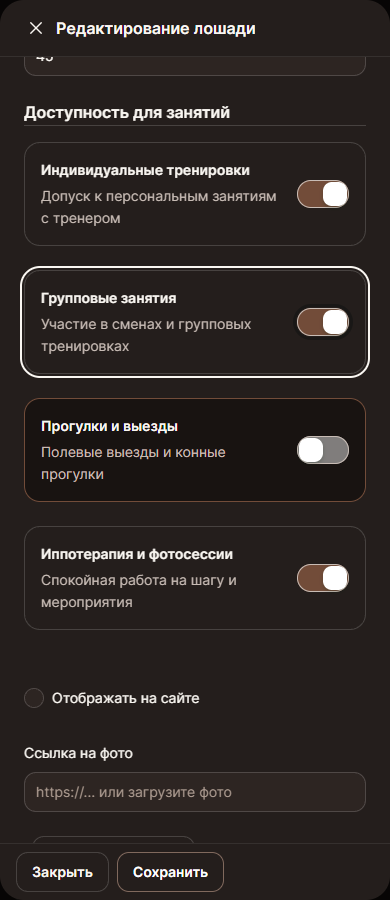 Редактирование лошади
Доступность для занятий
Индивидуальные тренировки
Допуск к персональным занятиям
с тренером
Групповые занятия
Участие в сменах и групповых
тренировках
Прогулки и выезды
Полевые выезды и конные
прогулки
Иппотерапия и фотосессии
Спокойная работа на шагу и
мероприятия
Отображать на сайте
Ссылка на фото
https://... или загрузите фото
Закрыть
Сохранить